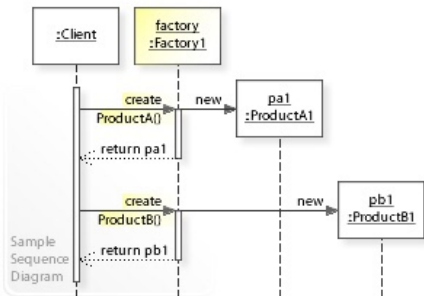 :Client
factory
:Factory1
pa1
:ProductA1
create
new
ProductA()
return pa1
pb1
:ProductB1
create
new
ProductB()
return pb1
Sample
Sequence
Diagram